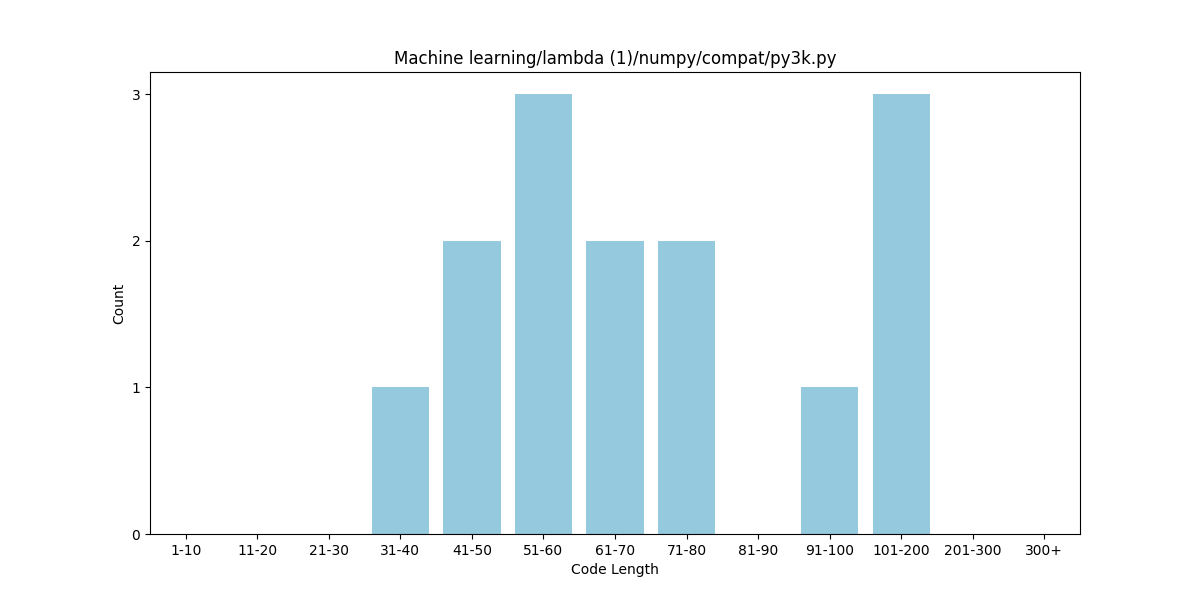 Machine learning/lambda (1)/numpy/compat/py3k.py
Count
3
2
1
0
1-10 11-20 21-30 31-40 41-50 51-60 61-70 71-80 81-90 91-100 101-200 201-300 300+
Code Length